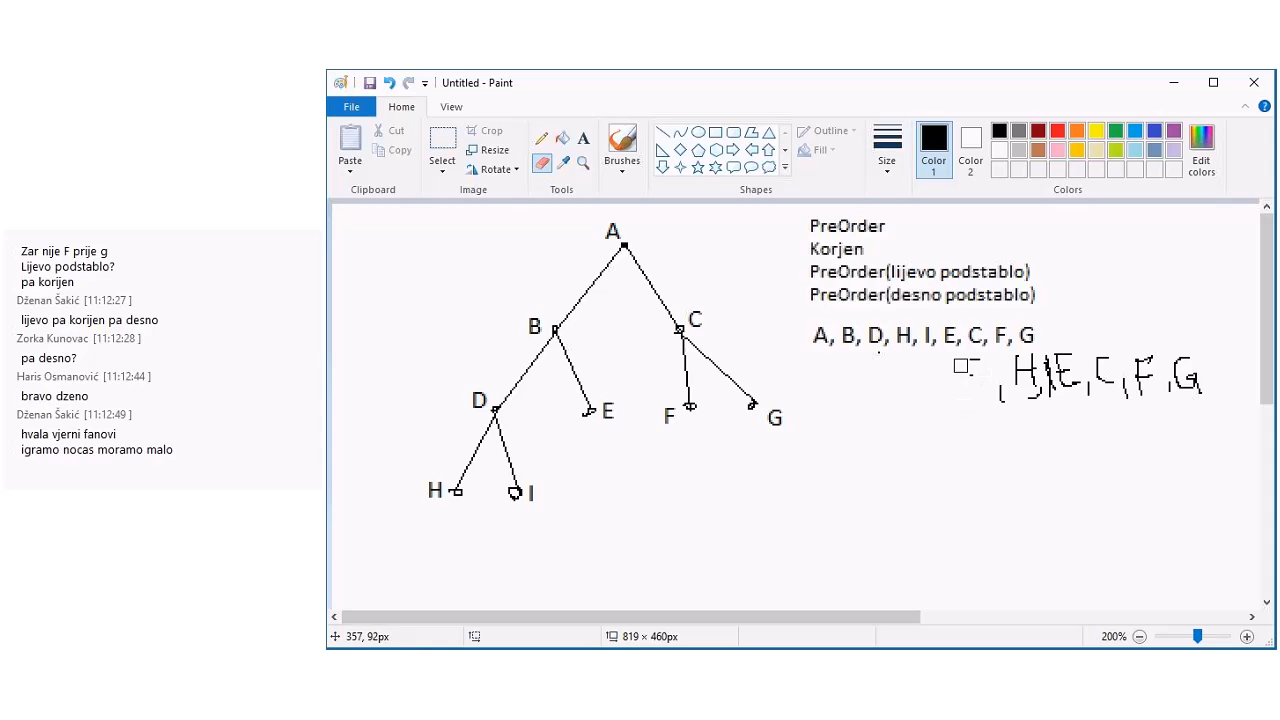 Zar nije F prije g
Lijevo podstablo?
pa korijen
Dženan Šakić [11:12:27]
lijevo pa korijen pa desno
Zorka Kunovac [11:12:28]
pa desno?
Haris Osmanović [11:12:44]
bravo dzeno
Dženan Šakić [11:12:49]
hvala vjerni fanovi
igramo nocas moramo malo
Untitled - Paint
File Home View
Paste
Cut
Copy
Clipboard
Select
Crop
Resize
Rotate
Image
A
Tools
Brushes
Outline
Fill
Shapes
Size
Color 1
Color 2
Edit colors
Colors
A
B
C
D
E
F
G
H
I
PreOrder
Korjen
PreOrder(lijevo podstablo)
PreOrder(desno podstablo)
A, B, D, H, I, E, C, F, G
, H, E, C, F, G
357, 92px
819 × 460px
200%